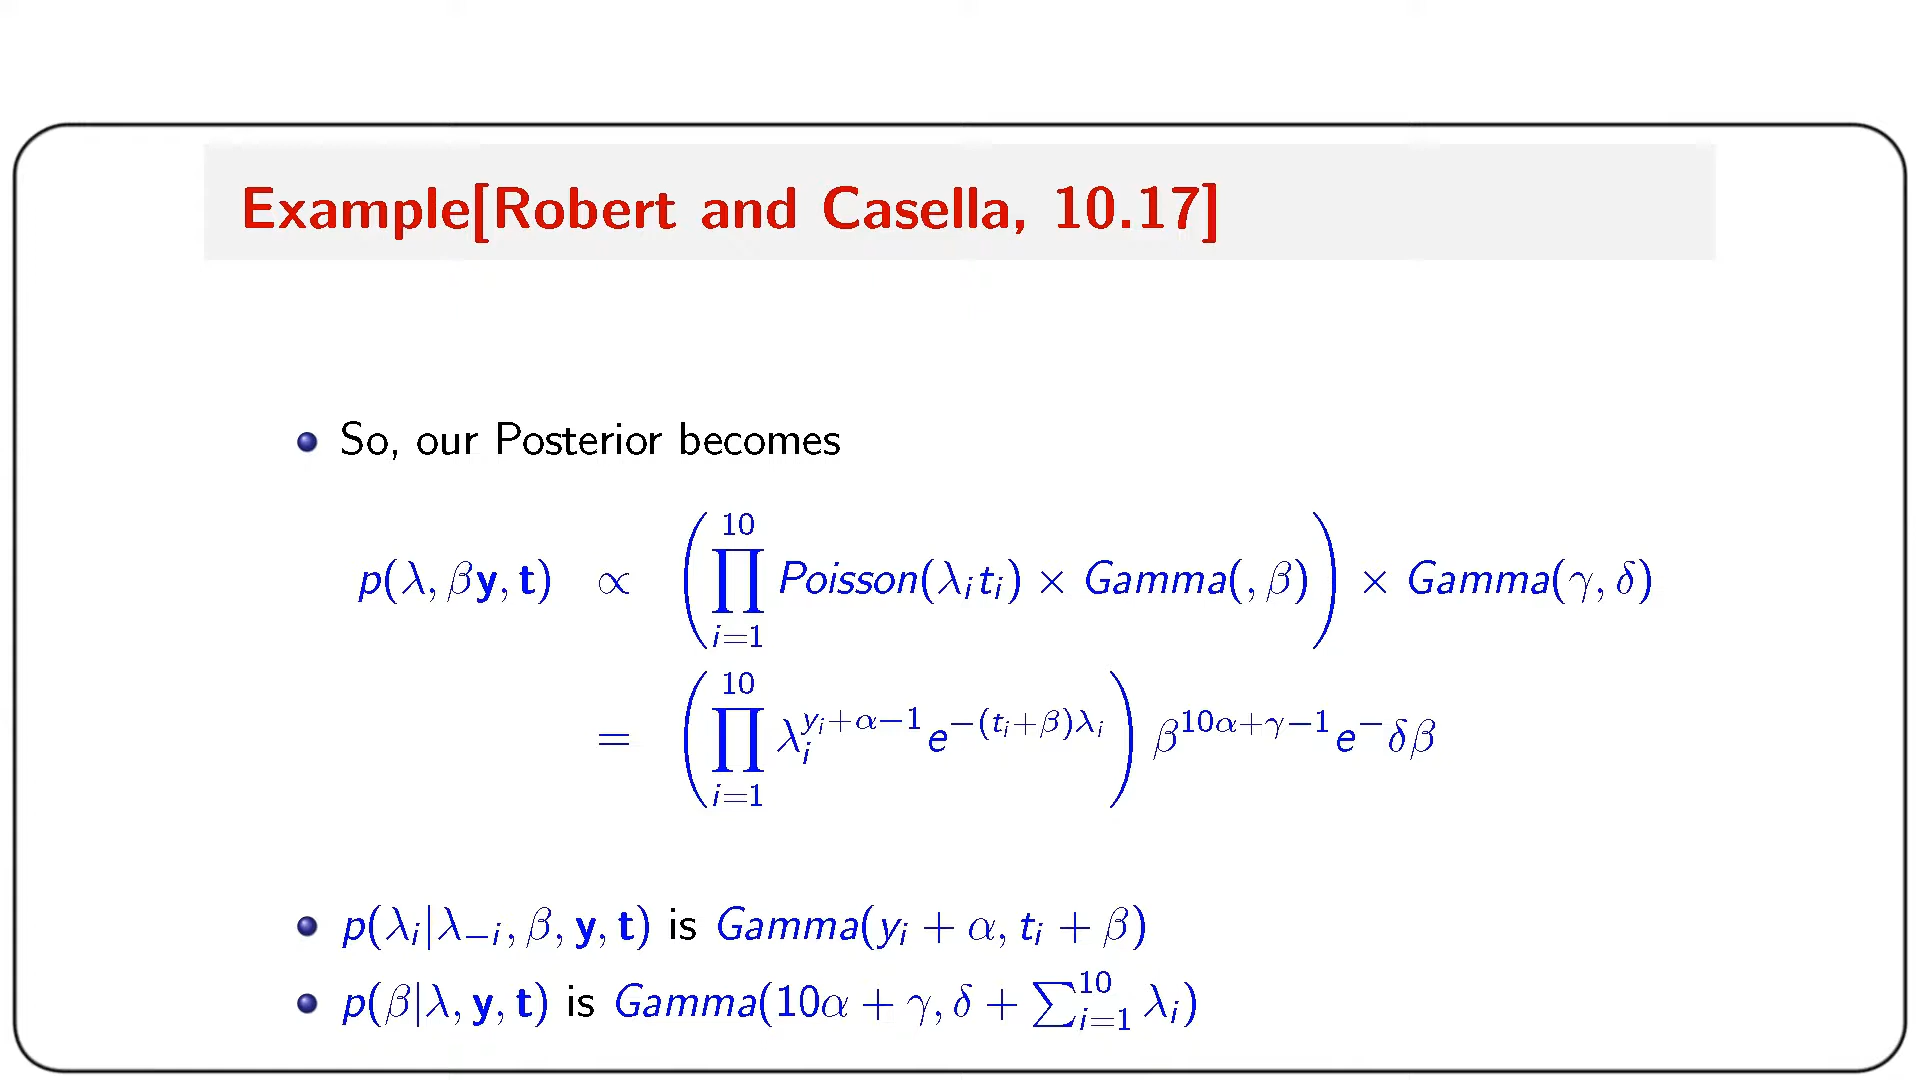 Example[Robert and Casella, 10.17]
So, our Posterior becomes
p(λ, βy, t) ∝ (∏_{i=1}^{10} Poisson(λ_i t_i) × Gamma(, β)) × Gamma(γ, δ)
= (∏_{i=1}^{10} λ_i^{y_i+α−1} e^{−(t_i+β)λ_i}) β^{10α+γ−1} e^{−}δβ
p(λ_i|λ_{−i}, β, y, t) is Gamma(y_i + α, t_i + β)
p(β|λ, y, t) is Gamma(10α + γ, δ + ∑_{i=1}^{10} λ_i)